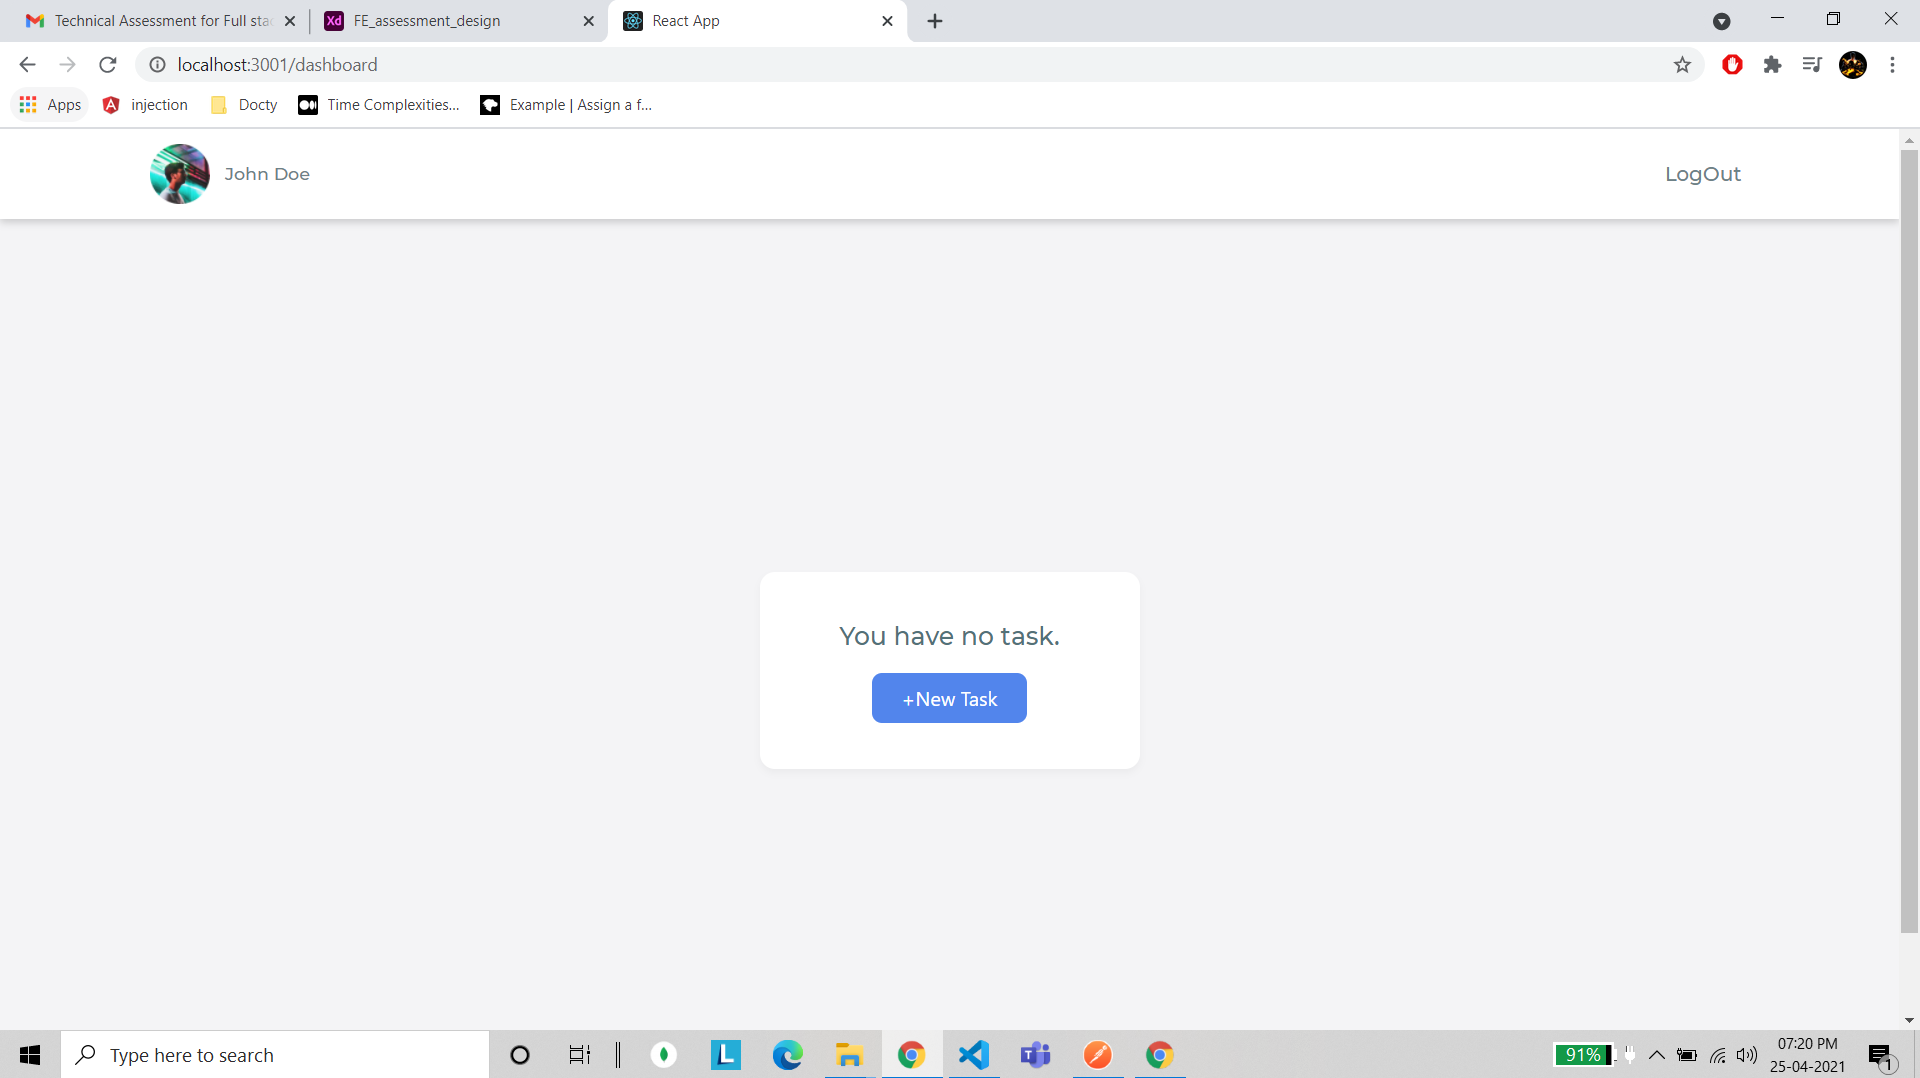 Technical Assessment for Full stac
Xd
FE_assessment_design
React App
localhost:3001/dashboard
Apps
injection
Docty
Time Complexities...
Example | Assign a f...
John Doe
LogOut
You have no task.
+New Task
Type here to search
L
T
91%
07:20 PM
25-04-2021
1